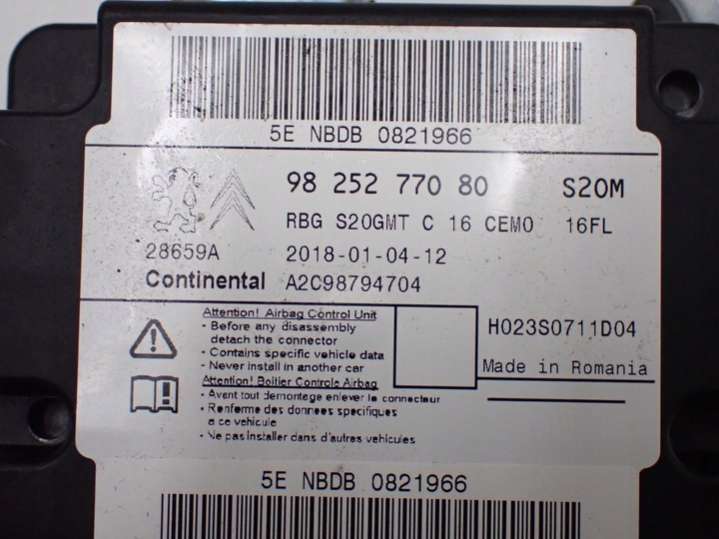 5E NBDB 0821966
98 252 770 80 S20M
RBG S20GMT C 16 CEM0 16FL
28659A 2018-01-04-12
Continental A2C98794704
Attention! Airbag Control Unit
- Before any disassembly
detach the connector
- Contains specific vehicle data
- Never install in another car
Attention! Boitier Controle Airbag
- Avant tout demontage enlever le connecteur
- Renferme des donnees specifiques
a ce vehicule
- Ne pas installer dans d'autres vehicules
H023S0711D04
Made in Romania
5E NBDB 0821966